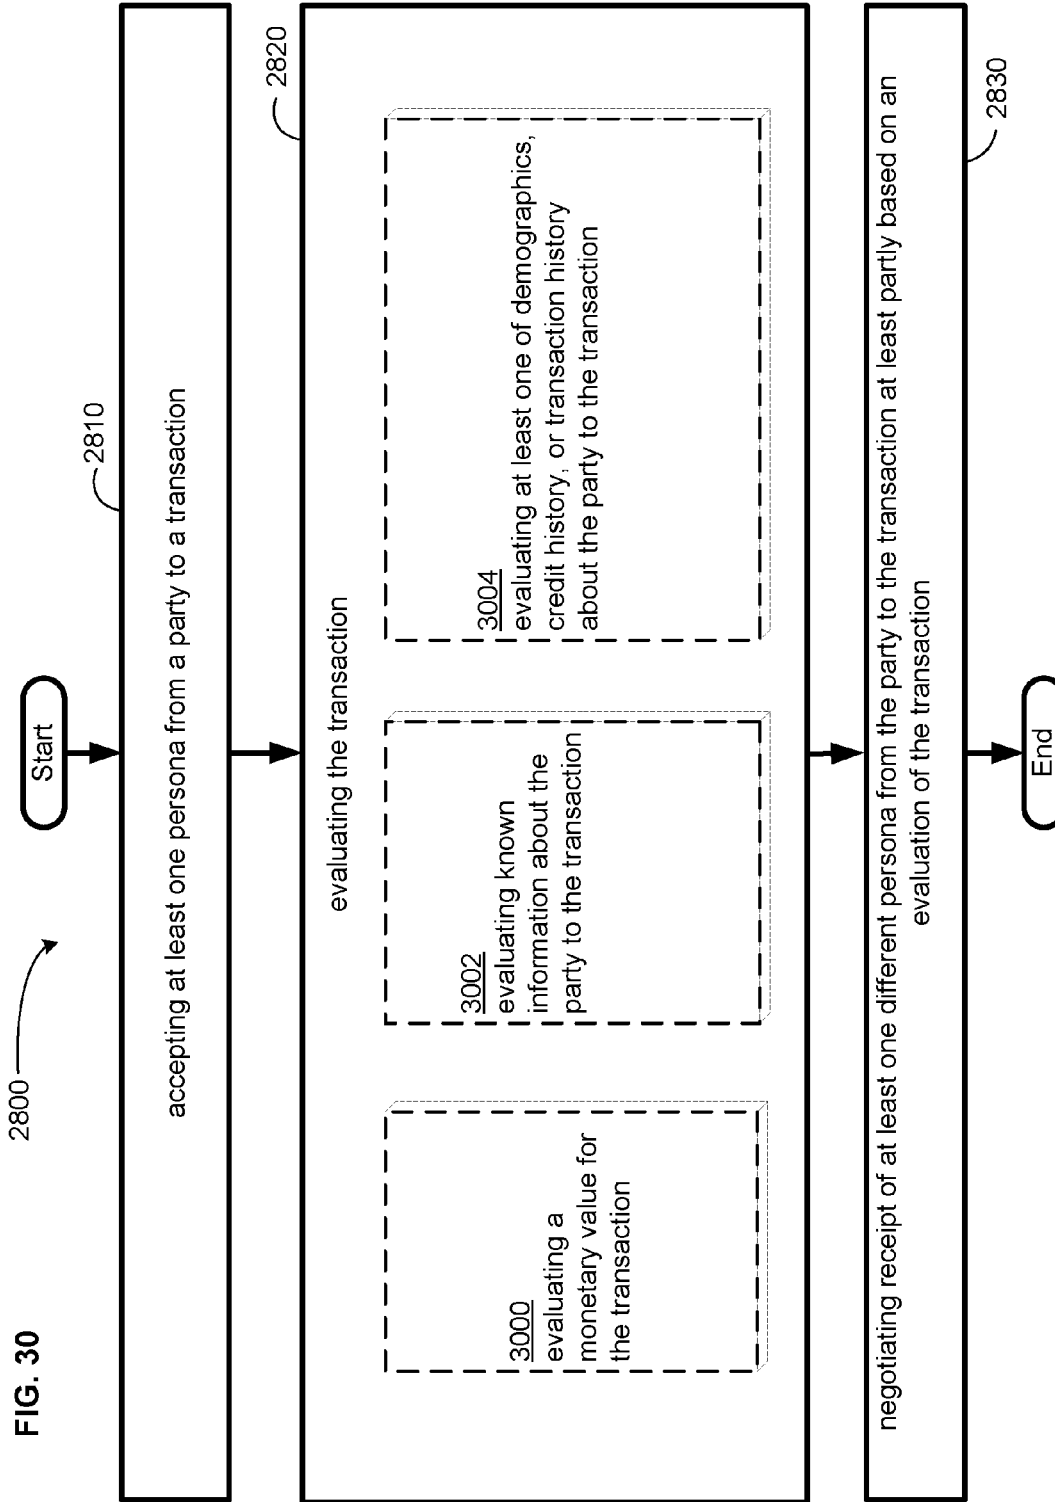 FIG. 30
2800
Start
2810
accepting at least one persona from a party to a transaction
2820
evaluating the transaction
3000
evaluating a
monetary value for
the transaction
3002
evaluating known
information about the
party to the transaction
3004
evaluating at least one of demographics,
credit history, or transaction history
about the party to the transaction
2830
negotiating receipt of at least one different persona from the party to the transaction at least partly based on an
evaluation of the transaction
End